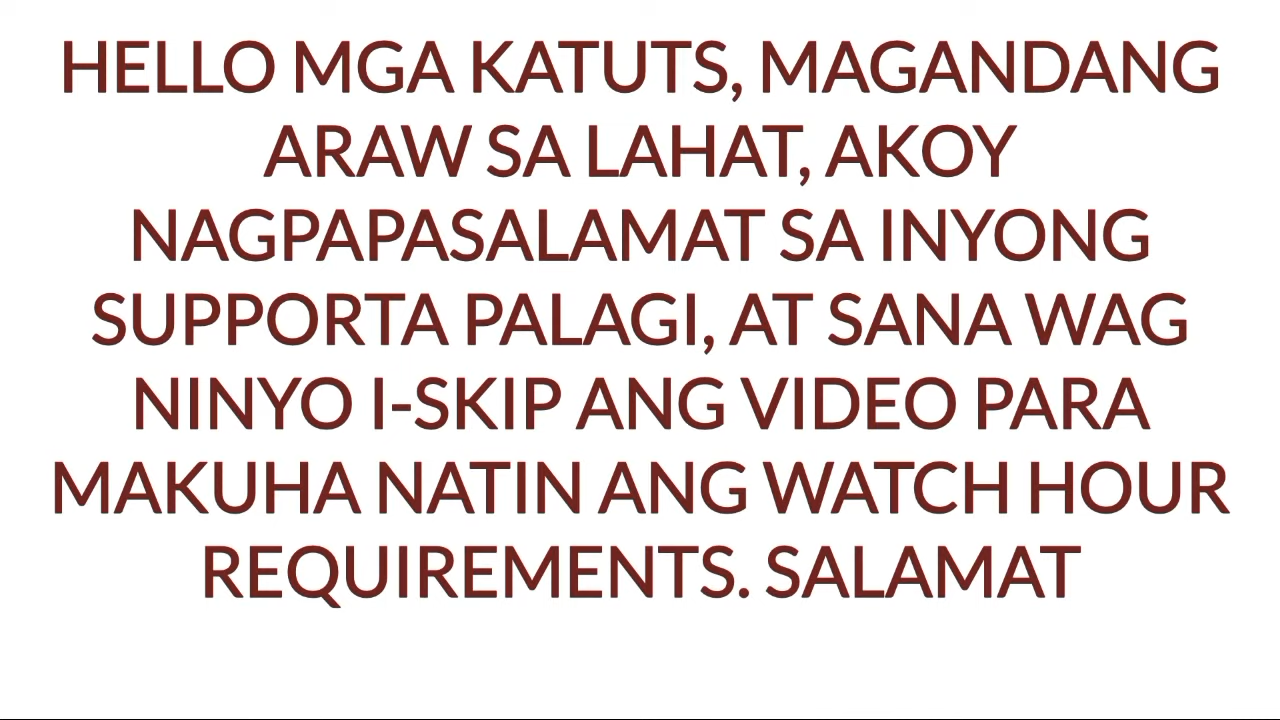 HELLO MGA KATUTS, MAGANDANG
ARAW SA LAHAT, AKOY
NAGPAPASALAMAT SA INYONG
SUPPORTA PALAGI, AT SANA WAG
NINYO I-SKIP ANG VIDEO PARA
MAKUHA NATIN ANG WATCH HOUR
REQUIREMENTS. SALAMAT